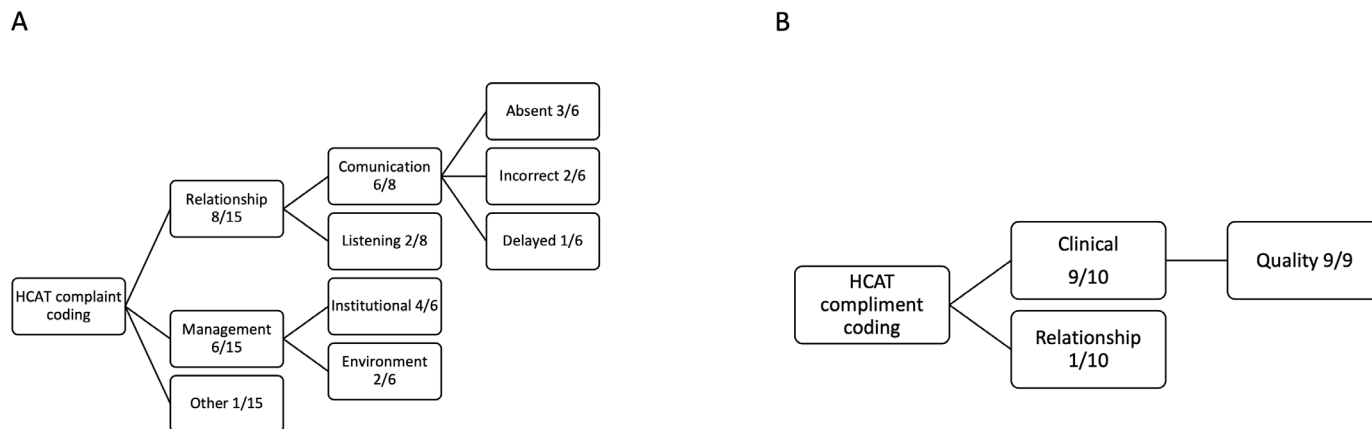 A
B
HCAT complaint
coding
Relationship
8/15
Comunication
6/8
Absent 3/6
Incorrect 2/6
Delayed 1/6
Listening 2/8
Management
6/15
Institutional 4/6
Environment
2/6
Other 1/15
HCAT
compliment
coding
Clinical
9/10
Quality 9/9
Relationship
1/10